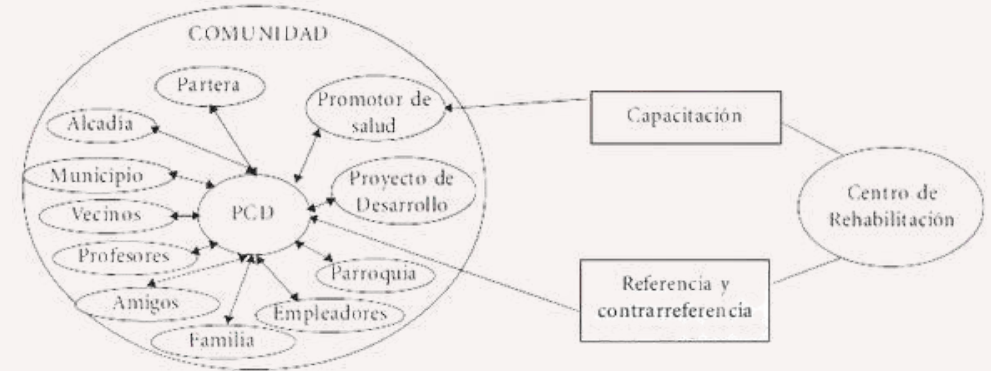 COMUNIDAD
Partera
Promotor de
salud
Alcadía
Municipio
Vecinos
Profesores
Amigos
Familia
Empleadores
Parroquia
Proyecto de
Desarrollo
PCD
Capacitación
Centro de
Rehabilitación
Referencia y
contrarreferencia